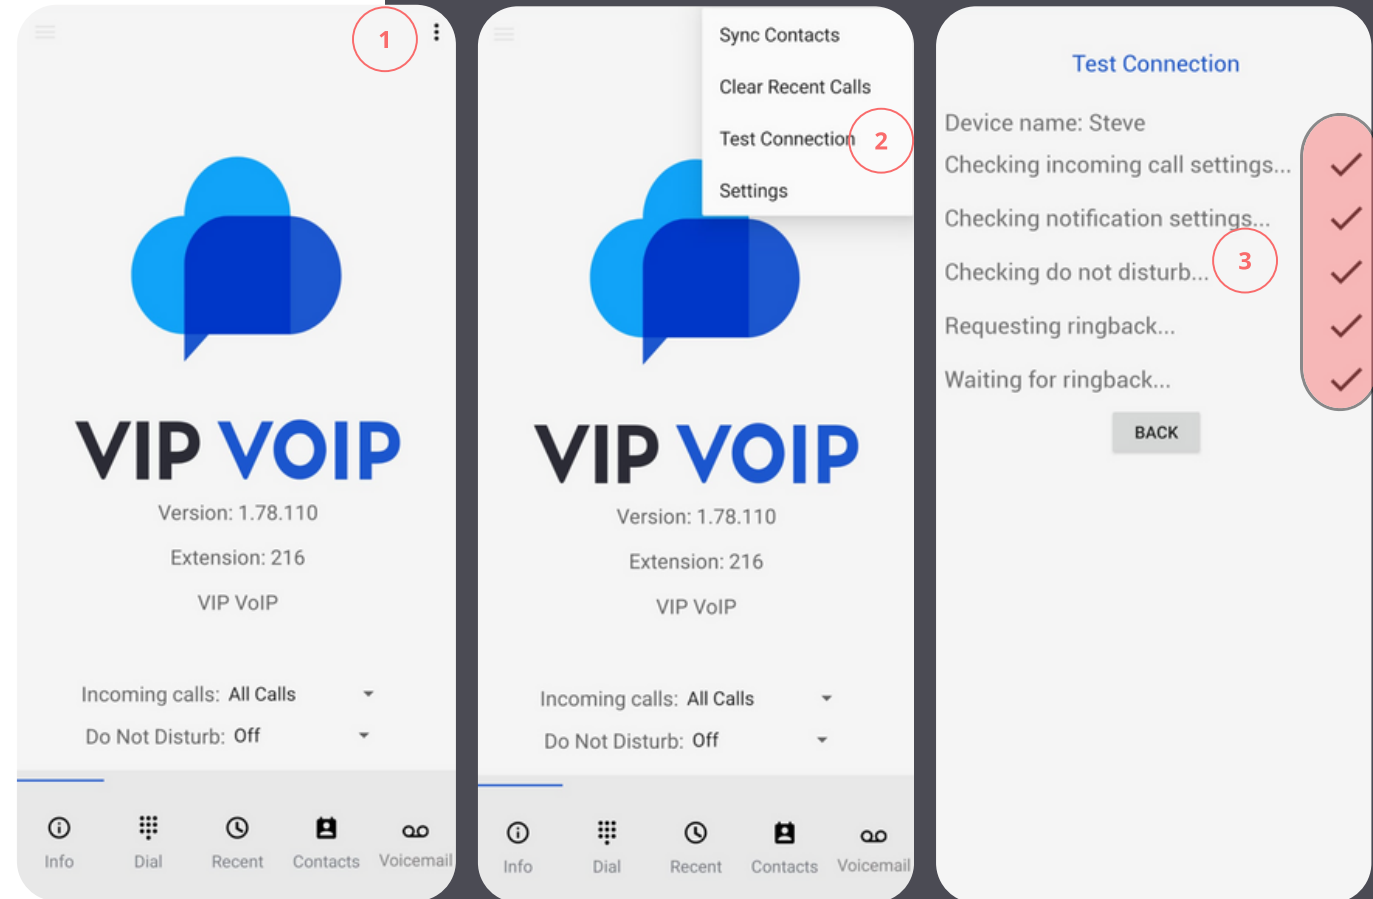 1
VIP VOIP
Version: 1.78.110
Extension: 216
VIP VoIP
Incoming calls: All Calls
Do Not Disturb: Off
Info
Dial
Recent
Contacts
Voicemail
Sync Contacts
Clear Recent Calls
Test Connection
2
Settings
VIP VOIP
Version: 1.78.110
Extension: 216
VIP VoIP
Incoming calls: All Calls
Do Not Disturb: Off
Info
Dial
Recent
Contacts
Voicemail
Test Connection
Device name: Steve
Checking incoming call settings...
Checking notification settings...
3
Checking do not disturb...
Requesting ringback...
Waiting for ringback...
BACK